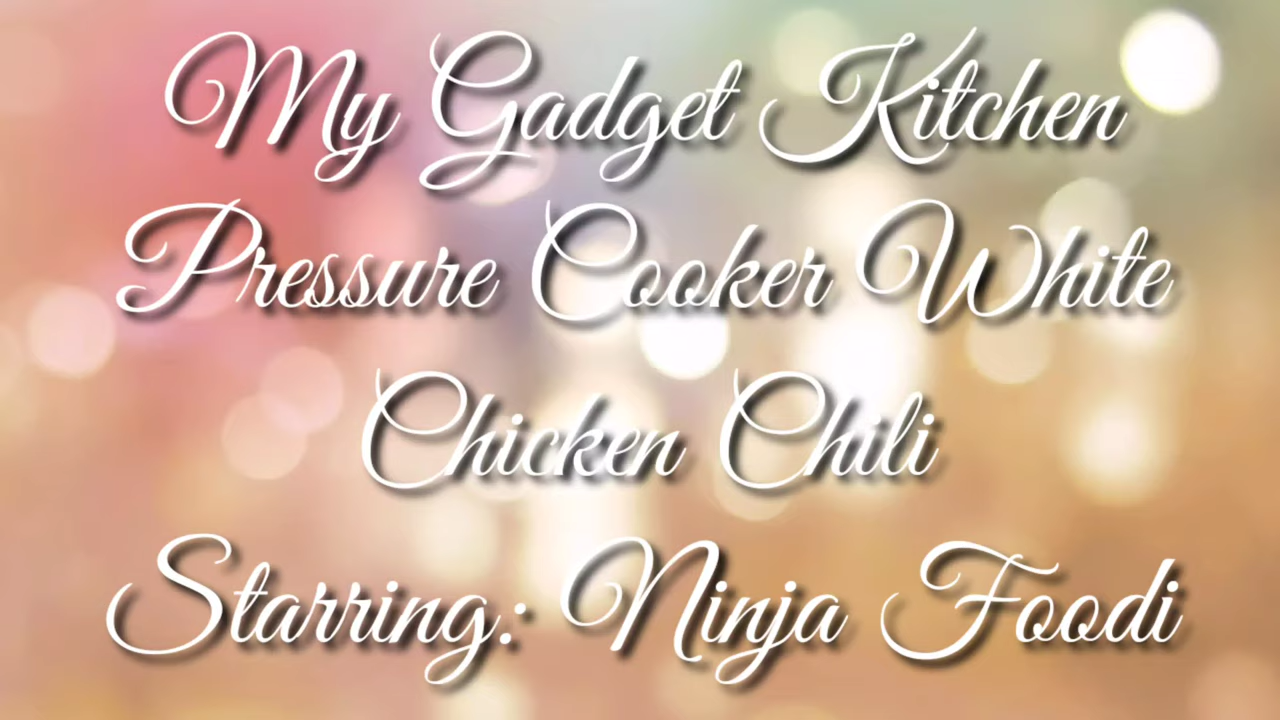 My Gadget Kitchen
Pressure Cooker White
Chicken Chili
Starring: Ninja Foodi